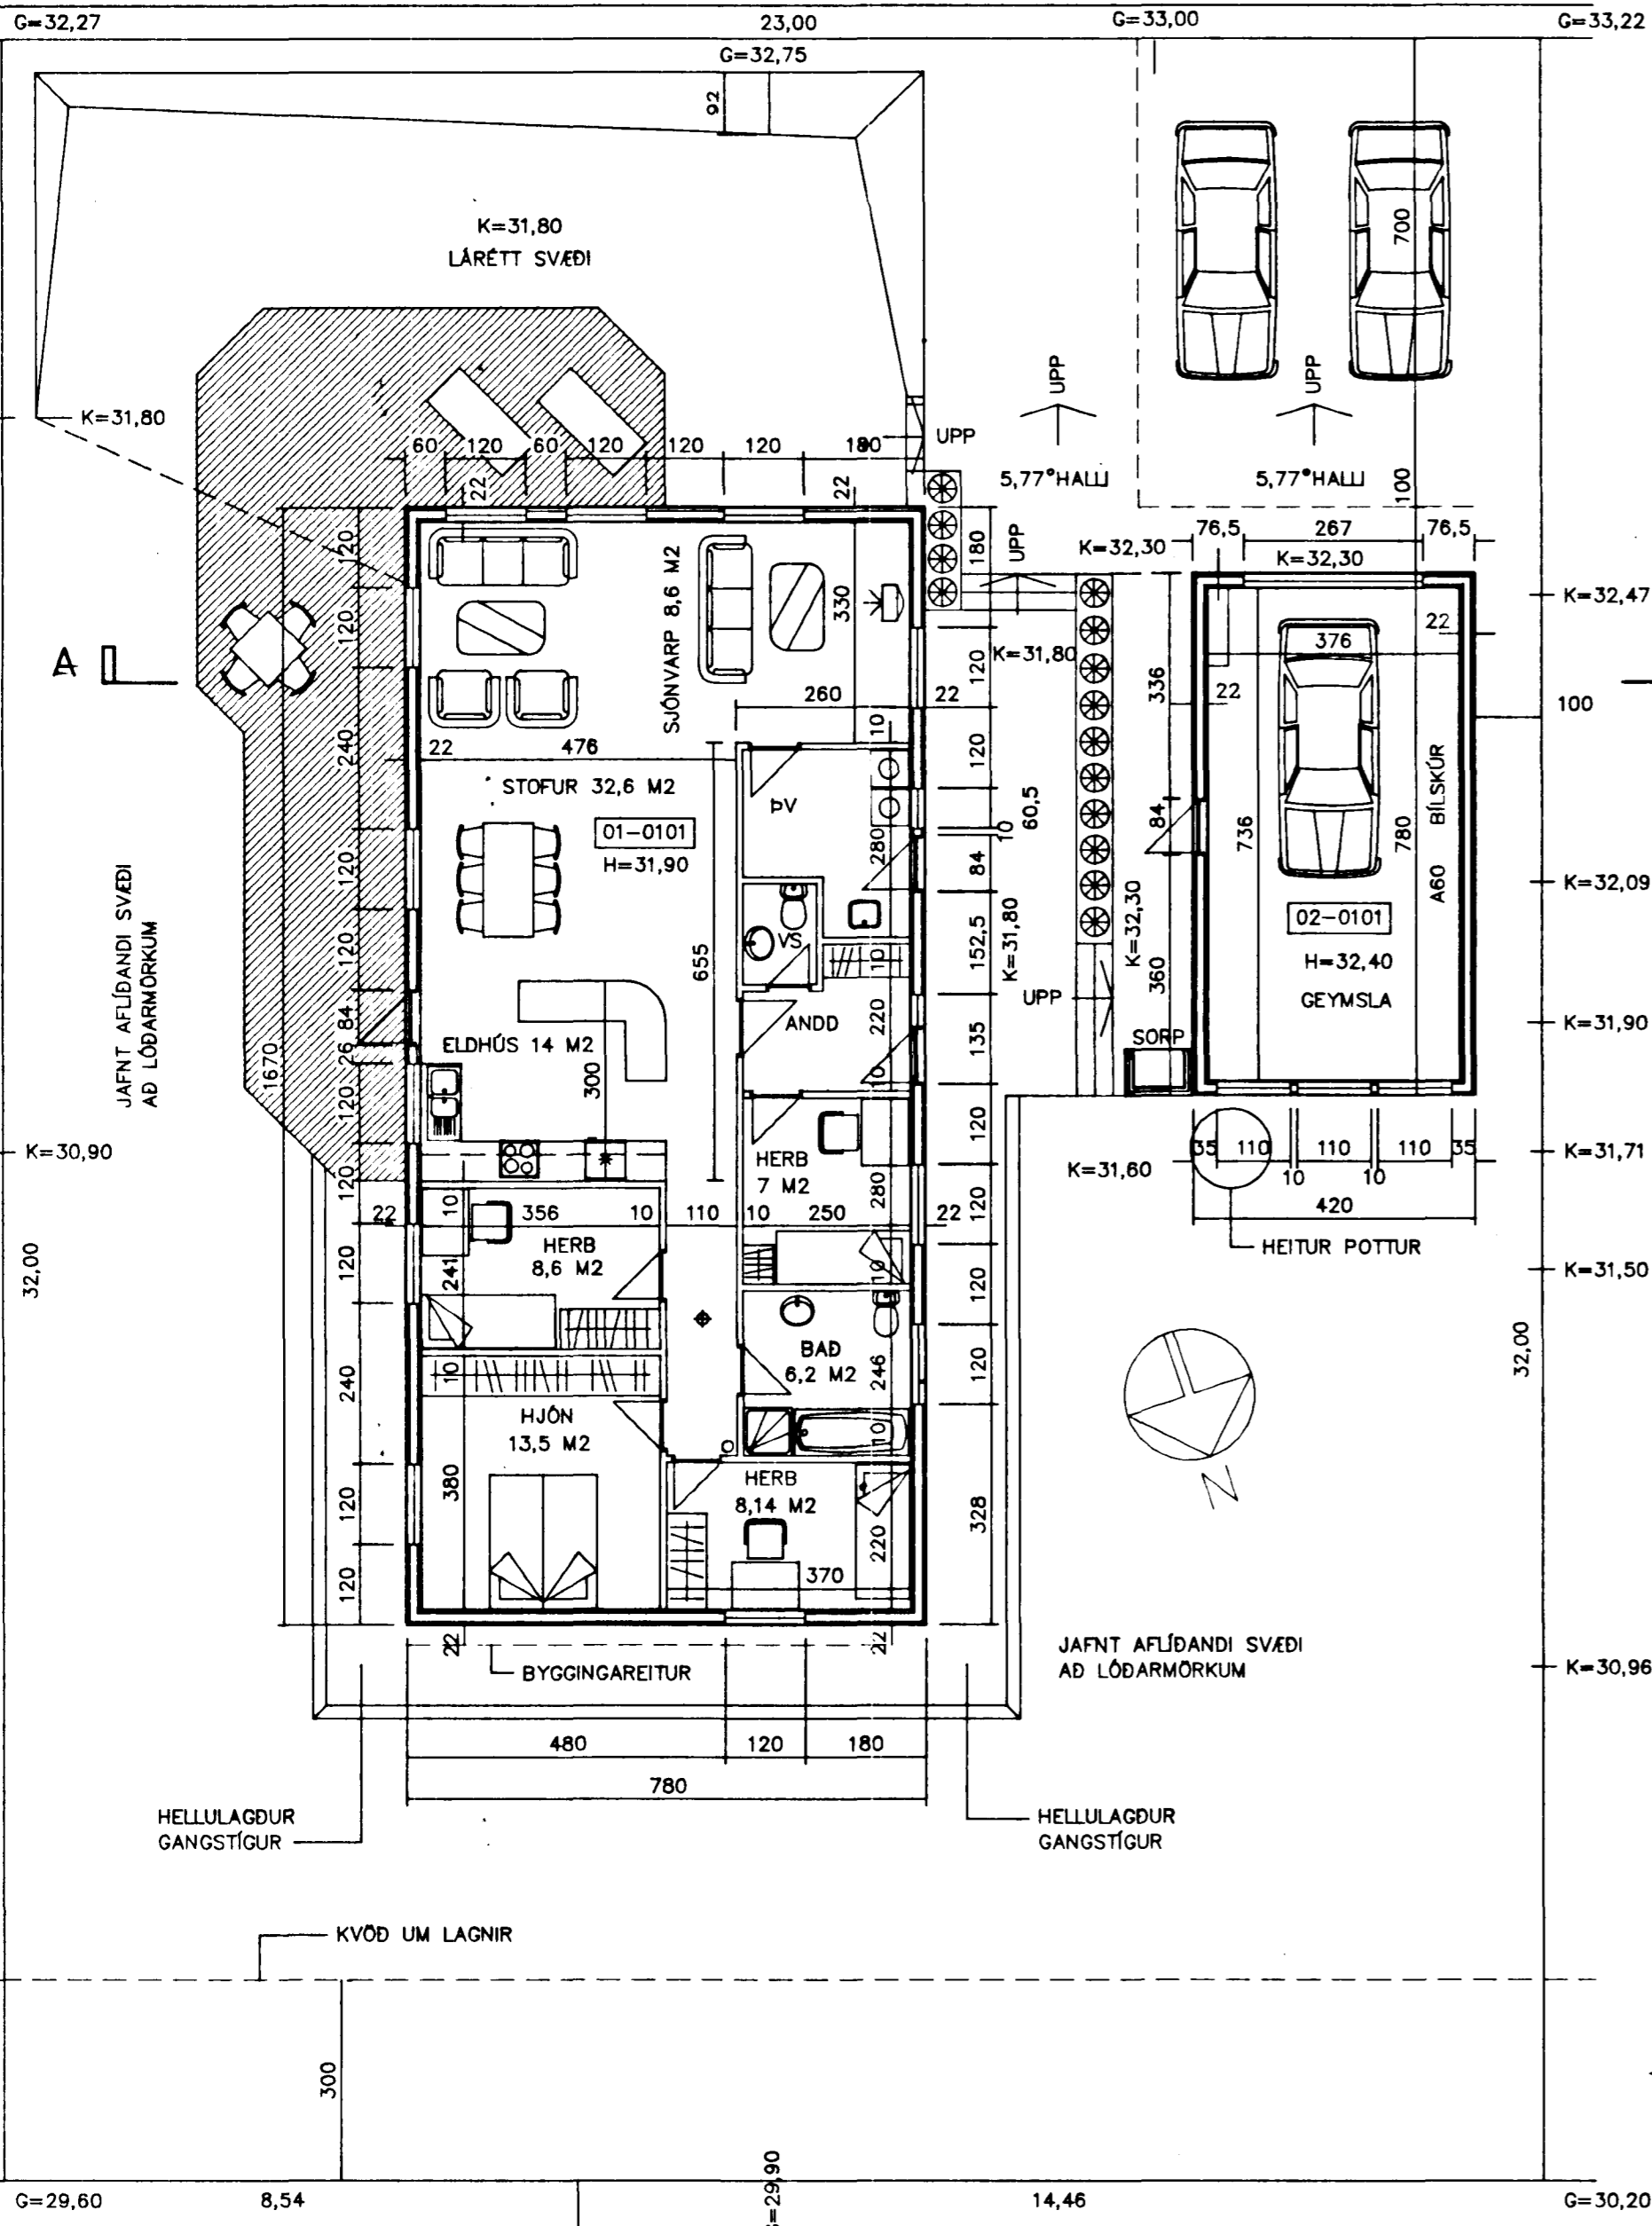 G=32,27
23,00
G=33,00
G=33,22
G=32,75
92
K=31,80
LÁRÉTT SVÆÐI
700
K=31,80
UPP
UPP
60
120
60
120
120
120
180
UPP
5,77°HALLI
5,77°HALLI
100
22
22
76,5
267
76,5
K=32,30
K=32,30
120
180
UPP
K=32,47
SJÓNVARP 8,6 M2
330
22
376
120
120
K=31,80
336
A
260
22
22
100
10
240
22
476
120
STOFUR 32,6 M2
ÞV
BÍLSKÚR
01-0101
10
60,5
84
736
780
H=31,90
280
84
A60
JAFNT AFLÍÐANDI SVÆÐI
AÐ LÓÐARMÖRKUM
120
K=32,09
02-0101
VS
152,5
K=31,80
K=32,30
120
655
10
360
H=32,40
GEYMSLA
UPP
84
ANDD
220
135
K=31,90
ELDHÚS 14 M2
SORP
26
1670
300
10
120
120
K=30,90
HERB
7 M2
K=31,60
35
110
110
110
35
K=31,71
10
10
120
280
120
10
22
356
10
110
10
250
22
420
HERB
8,6 M2
HEITUR POTTUR
241
10
120
120
K=31,50
32,00
32,00
BAÐ
6,2 M2
246
120
10
240
HJÓN
13,5 M2
10
380
HERB
8,14 M2
N
120
220
328
370
120
22
22
BYGGINGAREITUR
JAFNT AFLÍÐANDI SVÆÐI
AÐ LÓÐARMÖRKUM
K=30,96
480
120
180
780
HELLULAGÐUR
GANGSTÍGUR
HELLULAGÐUR
GANGSTÍGUR
KVÖÐ UM LAGNIR
300
G=29,60
8,54
=29,90
14,46
G=30,20